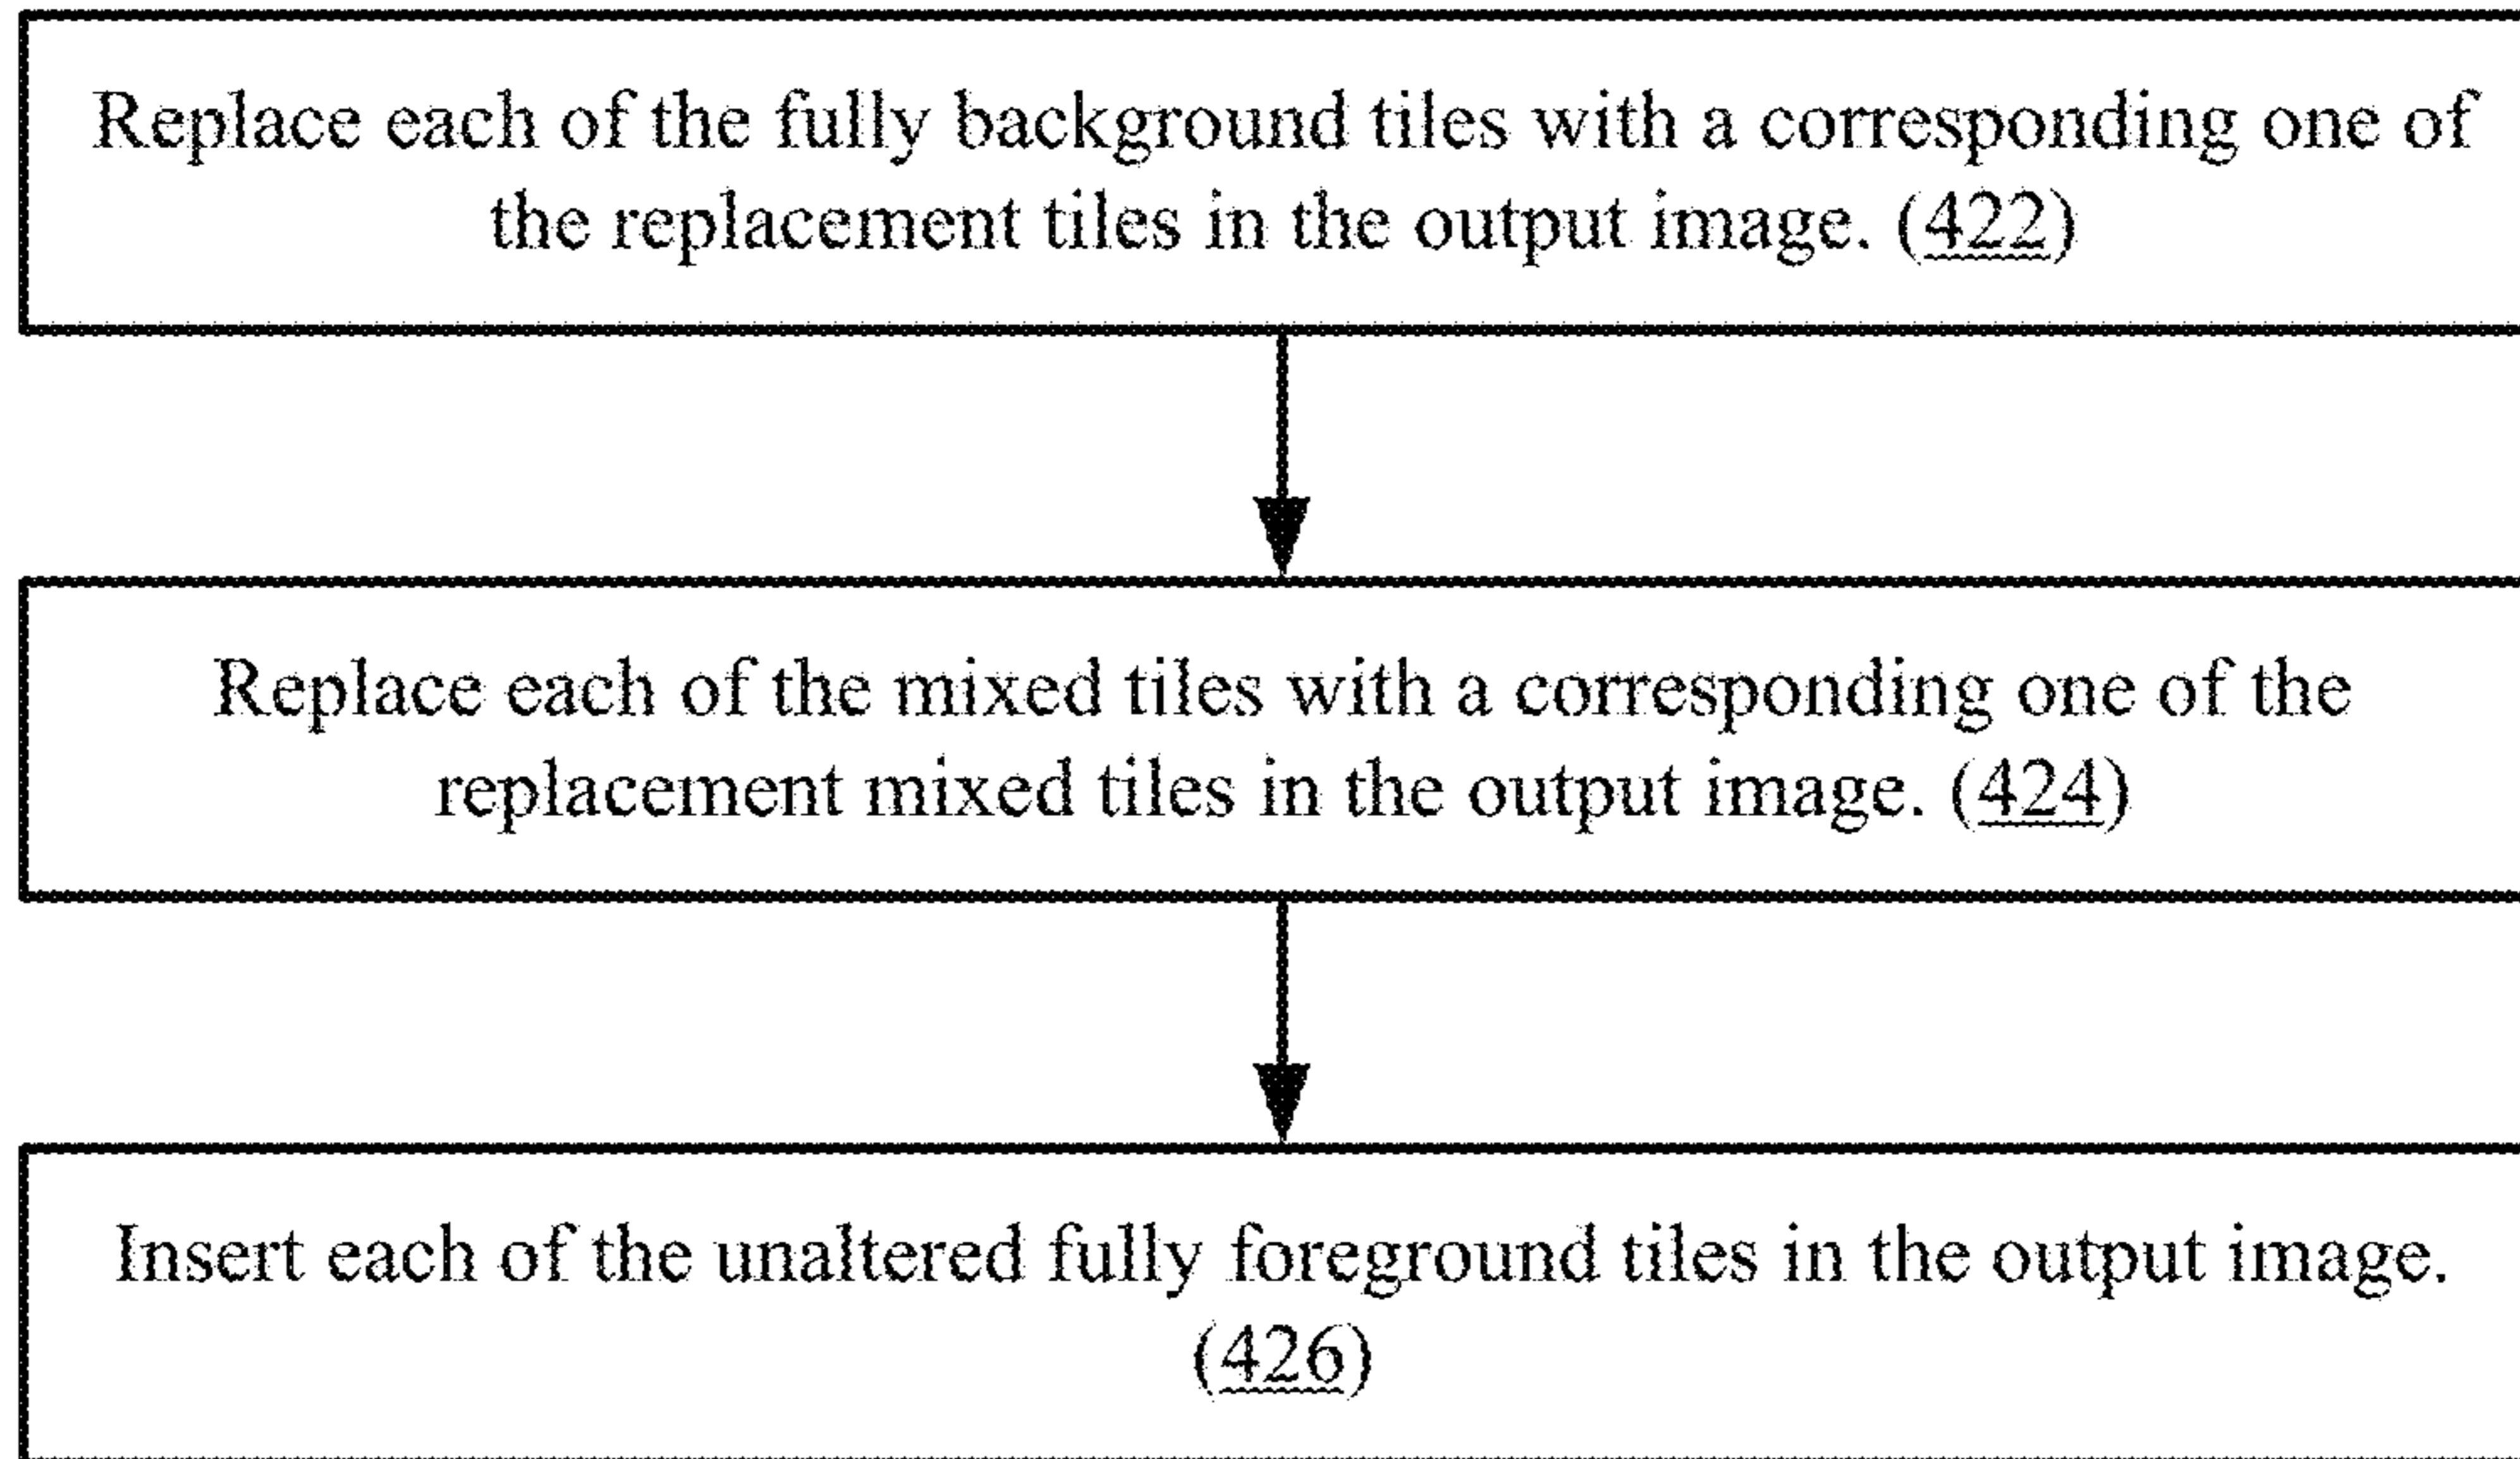 Replace each of the fully background tiles with a corresponding one of
the replacement tiles in the output image. (422)
Replace each of the mixed tiles with a corresponding one of the
replacement mixed tiles in the output image. (424)
Insert each of the unaltered fully foreground tiles in the output image.
(426)